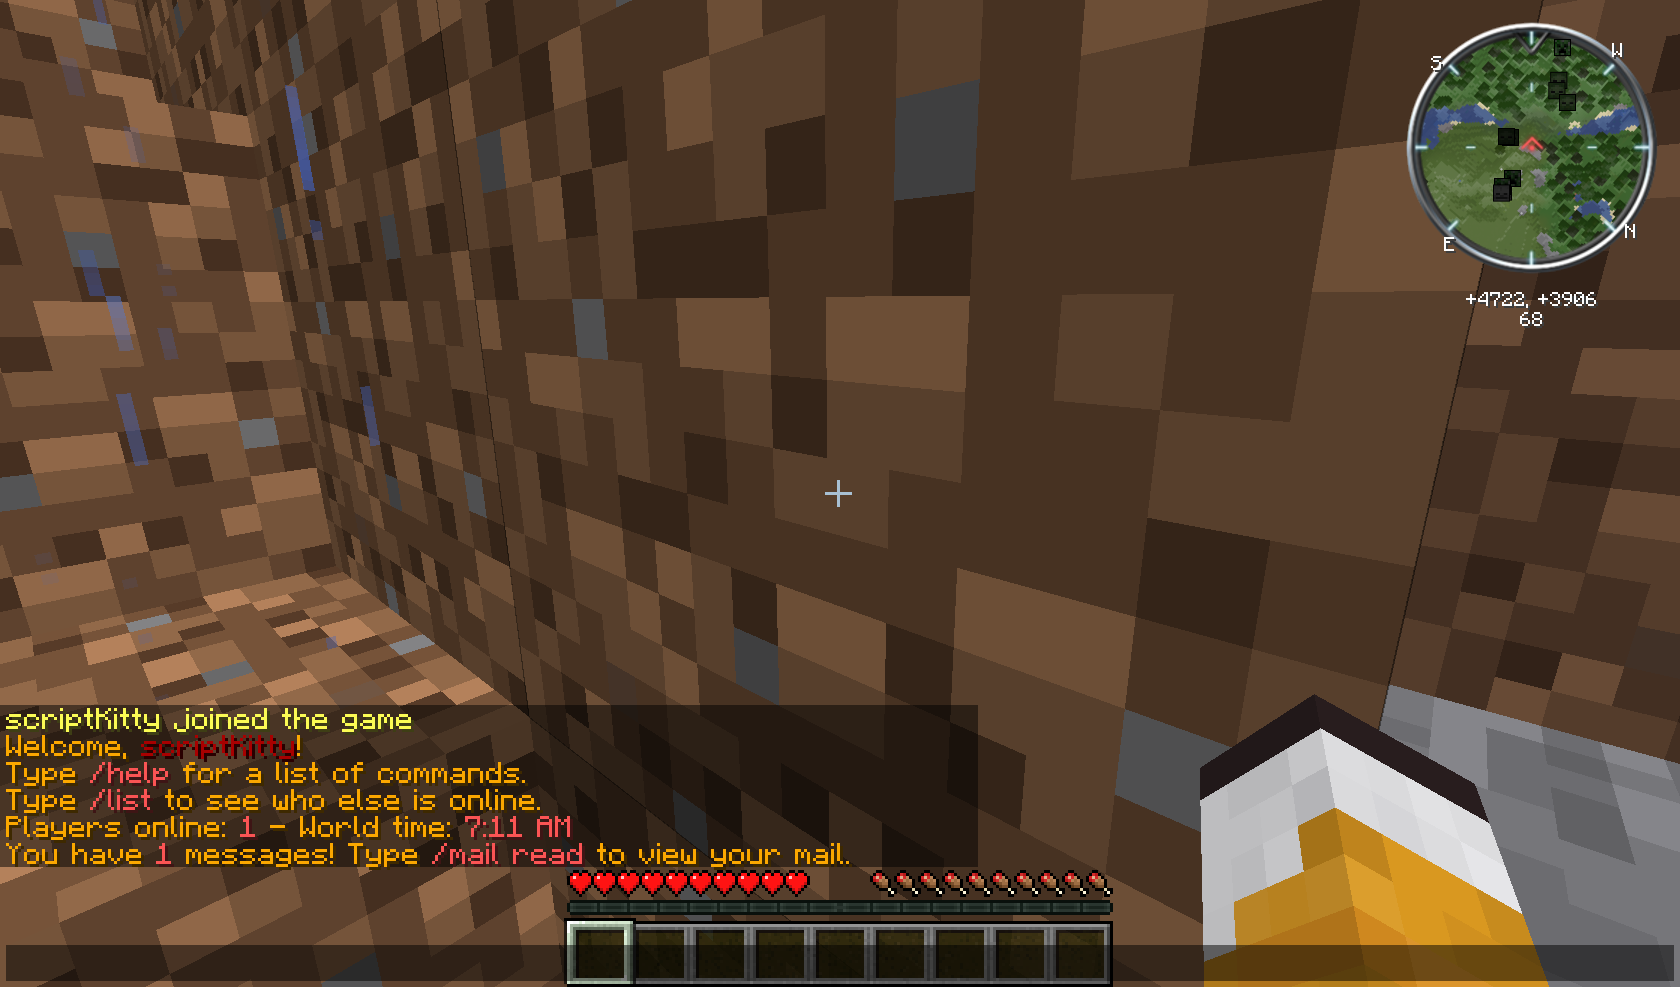 S
W
E
N
+4722, +3906
68
scriptKitty joined the game
Welcome, scriptKitty!
Type /help for a list of commands.
Type /list to see who else is online.
Players online: 1 - World time: 7:11 AM
You have 1 messages! Type /mail read to view your mail.